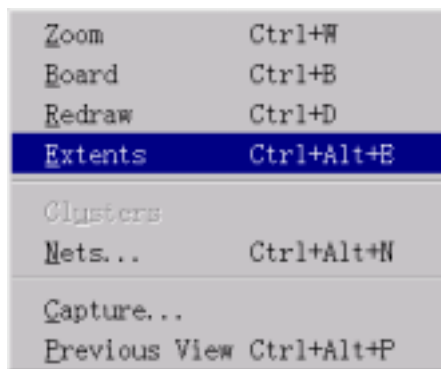 Zoom Ctrl+W
Board Ctrl+B
Redraw Ctrl+D
Extents Ctrl+Alt+E
Clusters
Nets... Ctrl+Alt+N
Capture...
Previous View Ctrl+Alt+P